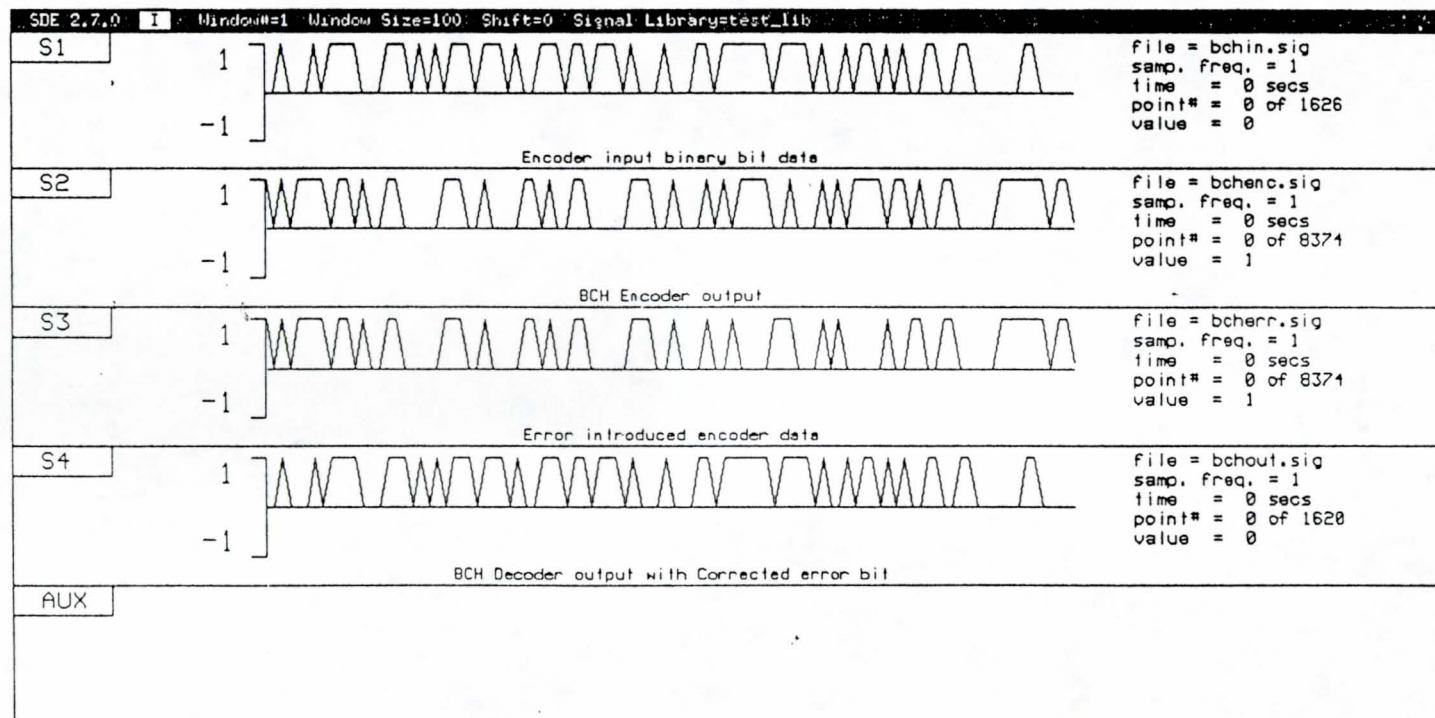 SDE 2.7.0 I Window#=1 Window Size=100 Shift=0 Signal Library=test_lib
S1
1
-1
file = bchin.sig
samp. freq. = 1
time = 0 secs
point# = 0 of 1626
value = 0
Encoder input binary bit data
S2
1
-1
file = bchenc.sig
samp. freq. = 1
time = 0 secs
point# = 0 of 8374
value = 1
BCH Encoder output
S3
1
-1
file = bcherr.sig
samp. freq. = 1
time = 0 secs
point# = 0 of 8374
value = 1
Error introduced encoder data
S4
1
-1
file = bchout.sig
samp. freq. = 1
time = 0 secs
point# = 0 of 1620
value = 0
BCH Decoder output with Corrected error bit
AUX